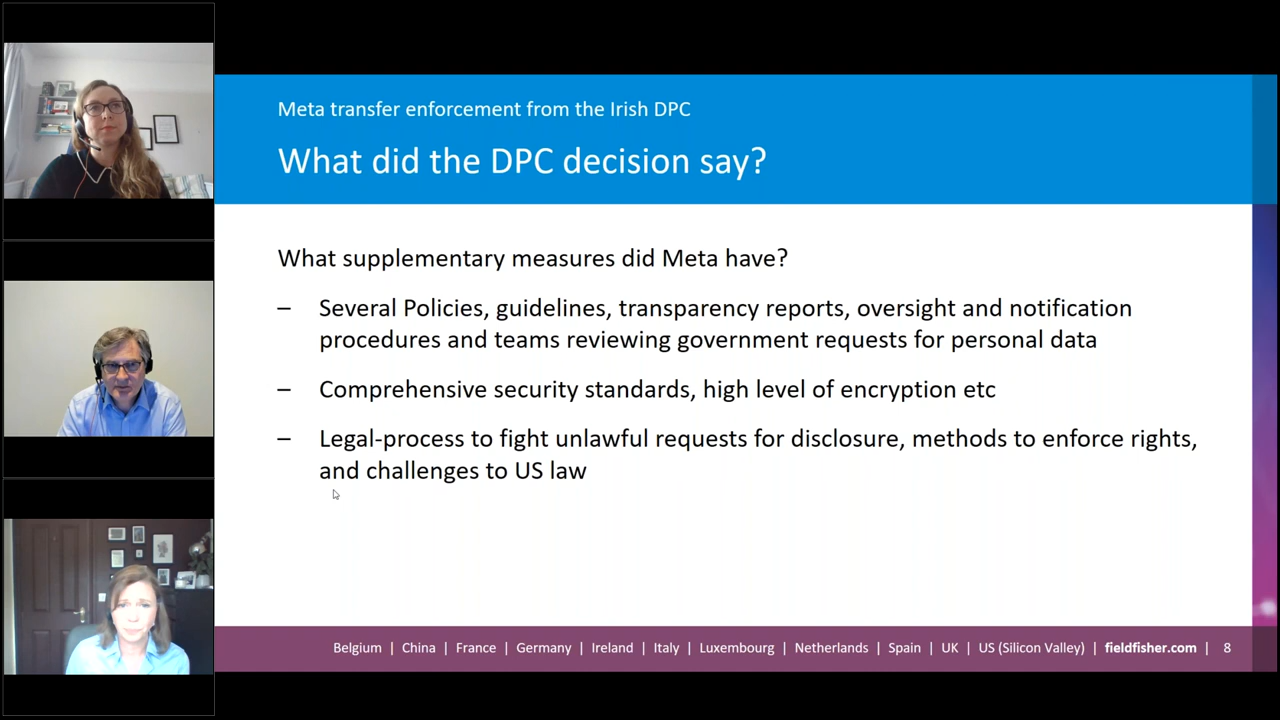 Meta transfer enforcement from the Irish DPC
What did the DPC decision say?
What supplementary measures did Meta have?
– Several Policies, guidelines, transparency reports, oversight and notification
procedures and teams reviewing government requests for personal data
– Comprehensive security standards, high level of encryption etc
– Legal-process to fight unlawful requests for disclosure, methods to enforce rights,
and challenges to US law
Belgium | China | France | Germany | Ireland | Italy | Luxembourg | Netherlands | Spain | UK | US (Silicon Valley) | fieldfisher.com | 8